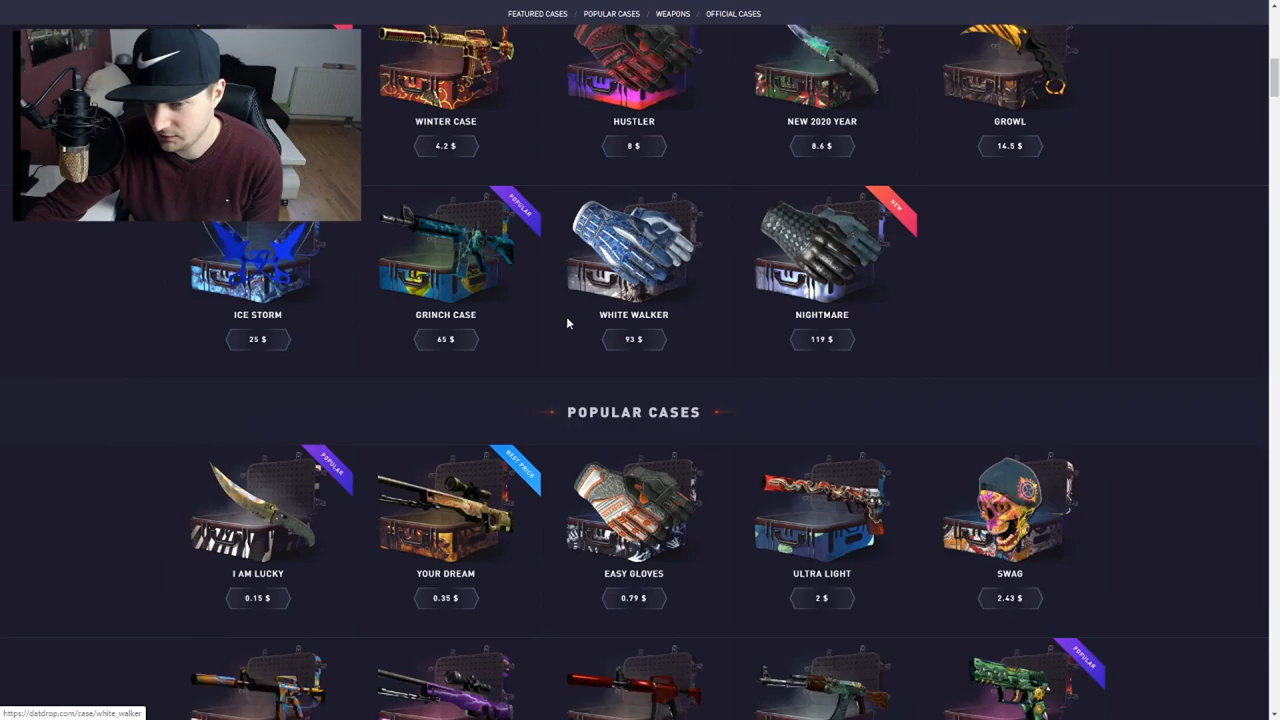 FEATURED CASES / POPULAR CASES / WEAPONS / OFFICIAL CASES
WINTER CASE
4.2 $
HUSTLER
8 $
NEW 2020 YEAR
8.6 $
GROWL
14.5 $
ICE STORM
25 $
POPULAR
GRINCH CASE
65 $
WHITE WALKER
93 $
NEW
NIGHTMARE
119 $
POPULAR CASES
POPULAR
I AM LUCKY
0.15 $
BEST PRICE
YOUR DREAM
0.35 $
EASY GLOVES
0.79 $
ULTRA LIGHT
2 $
SWAG
2.43 $
POPULAR
https://datdrop.com/case/white_walker